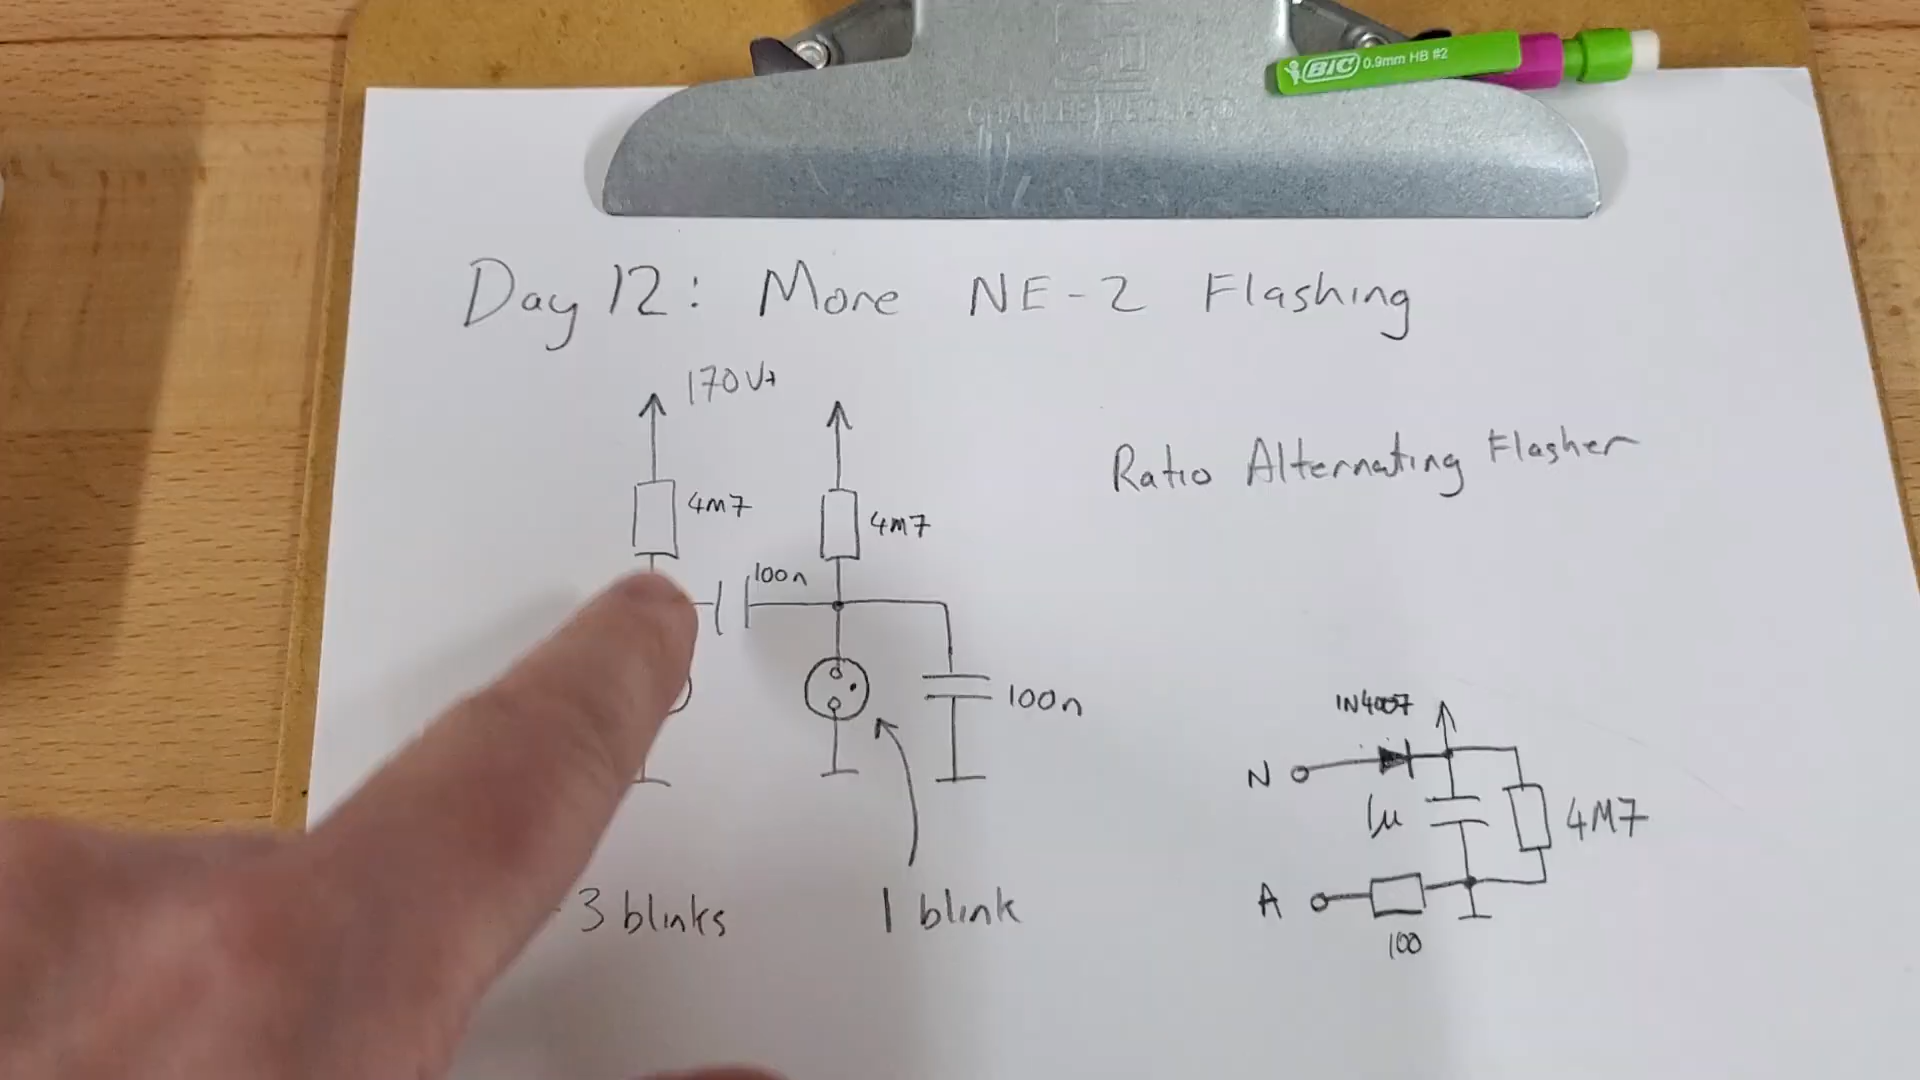 BIC 0.9mm HB #2
Day 12: More NE-2 Flashing
170V+
Ratio Alternating Flasher
4M7
4M7
100n
100n
1N4007
N
1µ
4M7
A
100
3 blinks
1 blink